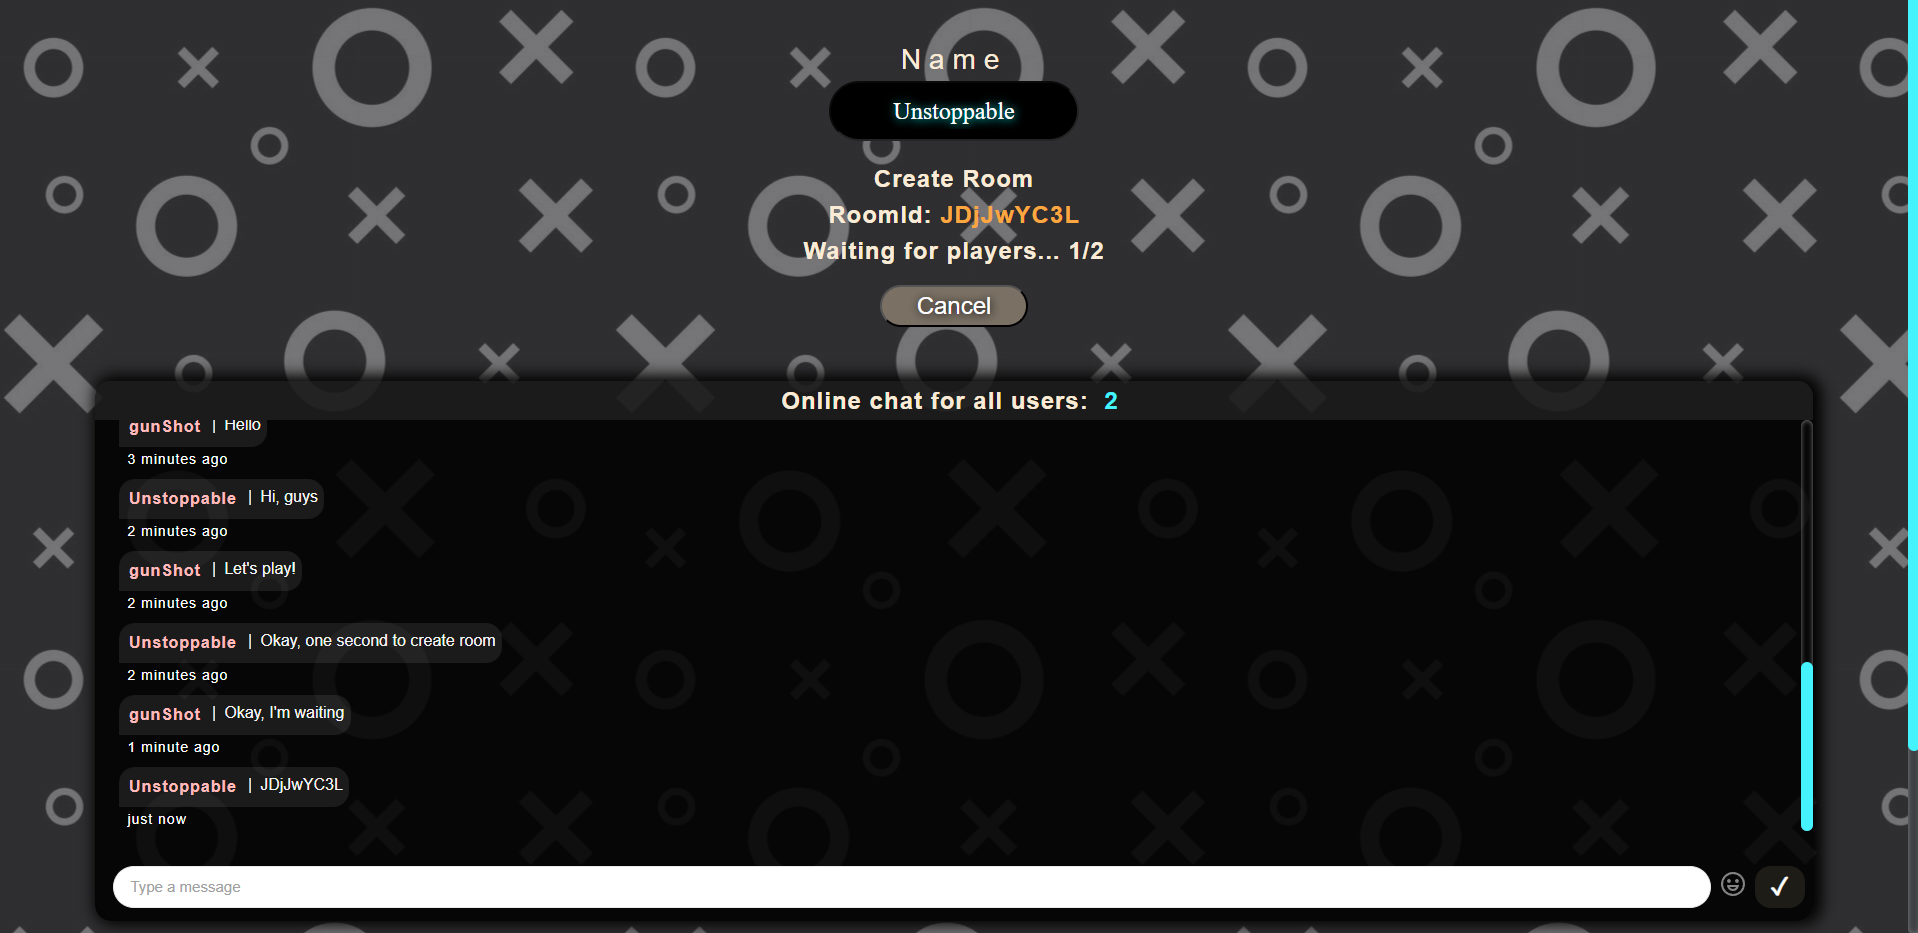 Name
Unstoppable
Create Room
RoomId: JDjJwYC3L
Waiting for players... 1/2
Cancel
Online chat for all users: 2
gunShot | Hello
3 minutes ago
Unstoppable | Hi, guys
2 minutes ago
gunShot | Let's play!
2 minutes ago
Unstoppable | Okay, one second to create room
2 minutes ago
gunShot | Okay, I'm waiting
1 minute ago
Unstoppable | JDjJwYC3L
just now
Type a message